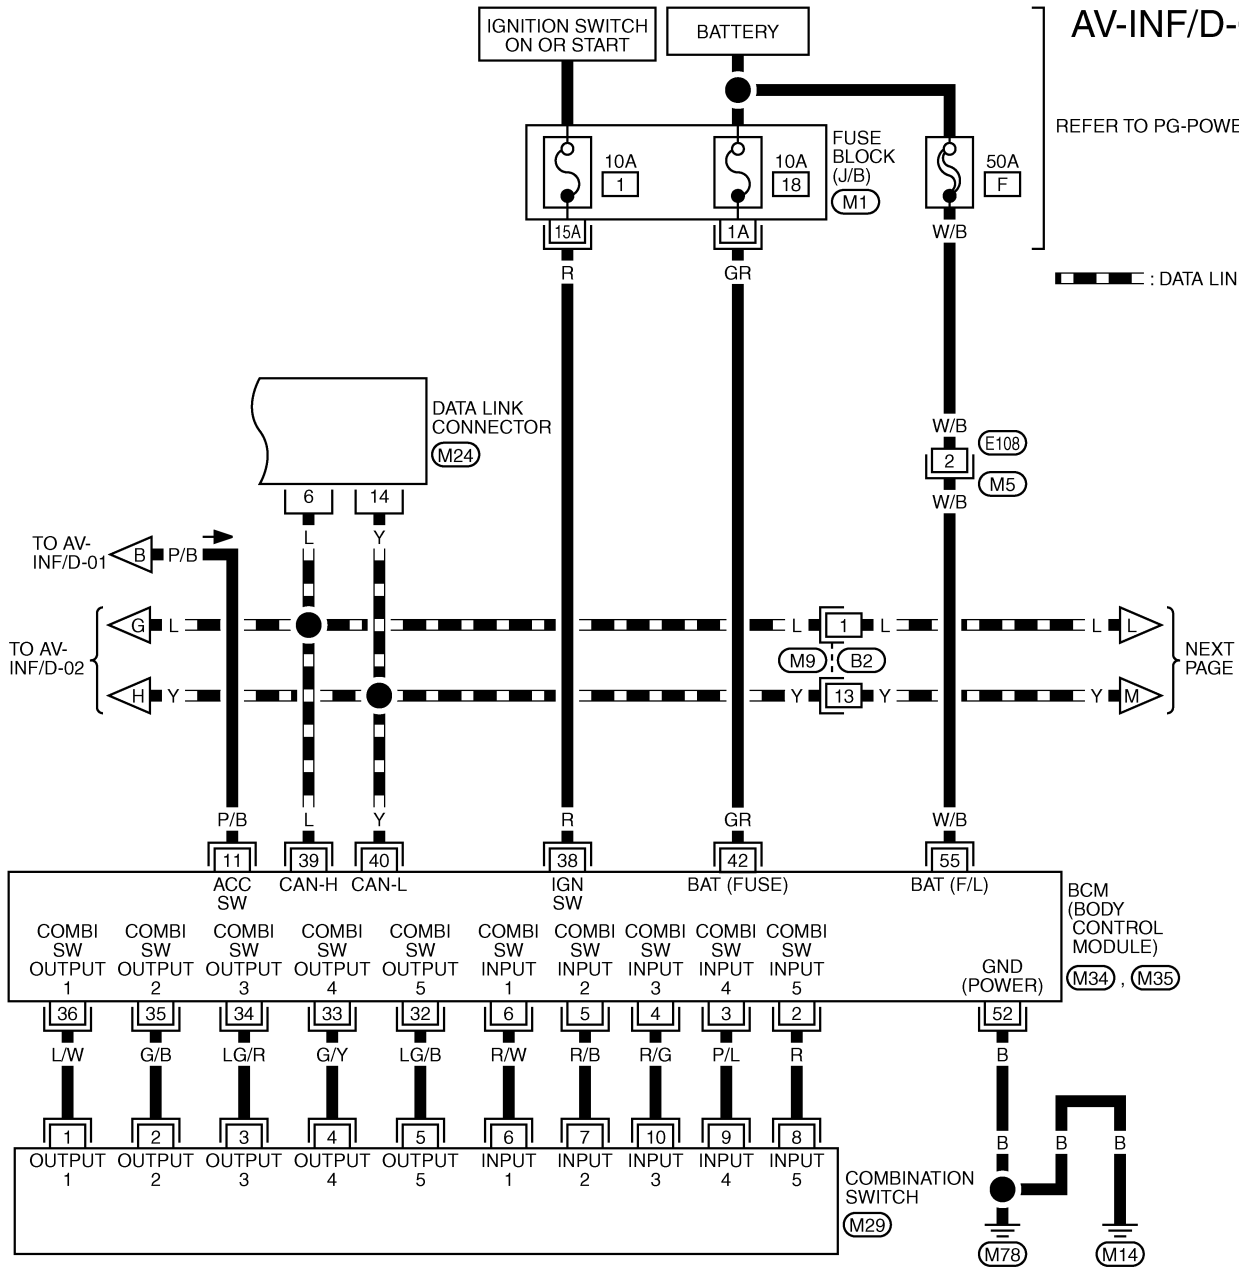 IGNITION SWITCH
ON OR START
BATTERY
AV-INF/D-
REFER TO PG-POWE
FUSE
BLOCK
(J/B)
M1
10A
1
10A
18
50A
F
15A
1A
W/B
R
GR
: DATA LIN
DATA LINK
CONNECTOR
M24
W/B
2
E108
M5
W/B
6
14
L
Y
TO AV-
INF/D-01
B
P/B
TO AV-
INF/D-02
G
L
L
1
L
L
L
M9
B2
NEXT
PAGE
H
Y
Y
13
Y
Y
M
P/B
L
Y
R
GR
W/B
11
39
40
38
42
55
ACC
SW
CAN-H
CAN-L
IGN
SW
BAT (FUSE)
BAT (F/L)
BCM
(BODY
CONTROL
MODULE)
M34 , M35
COMBI
SW
OUTPUT
1
COMBI
SW
OUTPUT
2
COMBI
SW
OUTPUT
3
COMBI
SW
OUTPUT
4
COMBI
SW
OUTPUT
5
COMBI
SW
INPUT
1
COMBI
SW
INPUT
2
COMBI
SW
INPUT
3
COMBI
SW
INPUT
4
COMBI
SW
INPUT
5
GND
(POWER)
36
35
34
33
32
6
5
4
3
2
52
L/W
G/B
LG/R
G/Y
LG/B
R/W
R/B
R/G
P/L
R
B
1
2
3
4
5
6
7
10
9
8
B
B
B
OUTPUT
1
OUTPUT
2
OUTPUT
3
OUTPUT
4
OUTPUT
5
INPUT
1
INPUT
2
INPUT
3
INPUT
4
INPUT
5
COMBINATION
SWITCH
M29
M78
M14